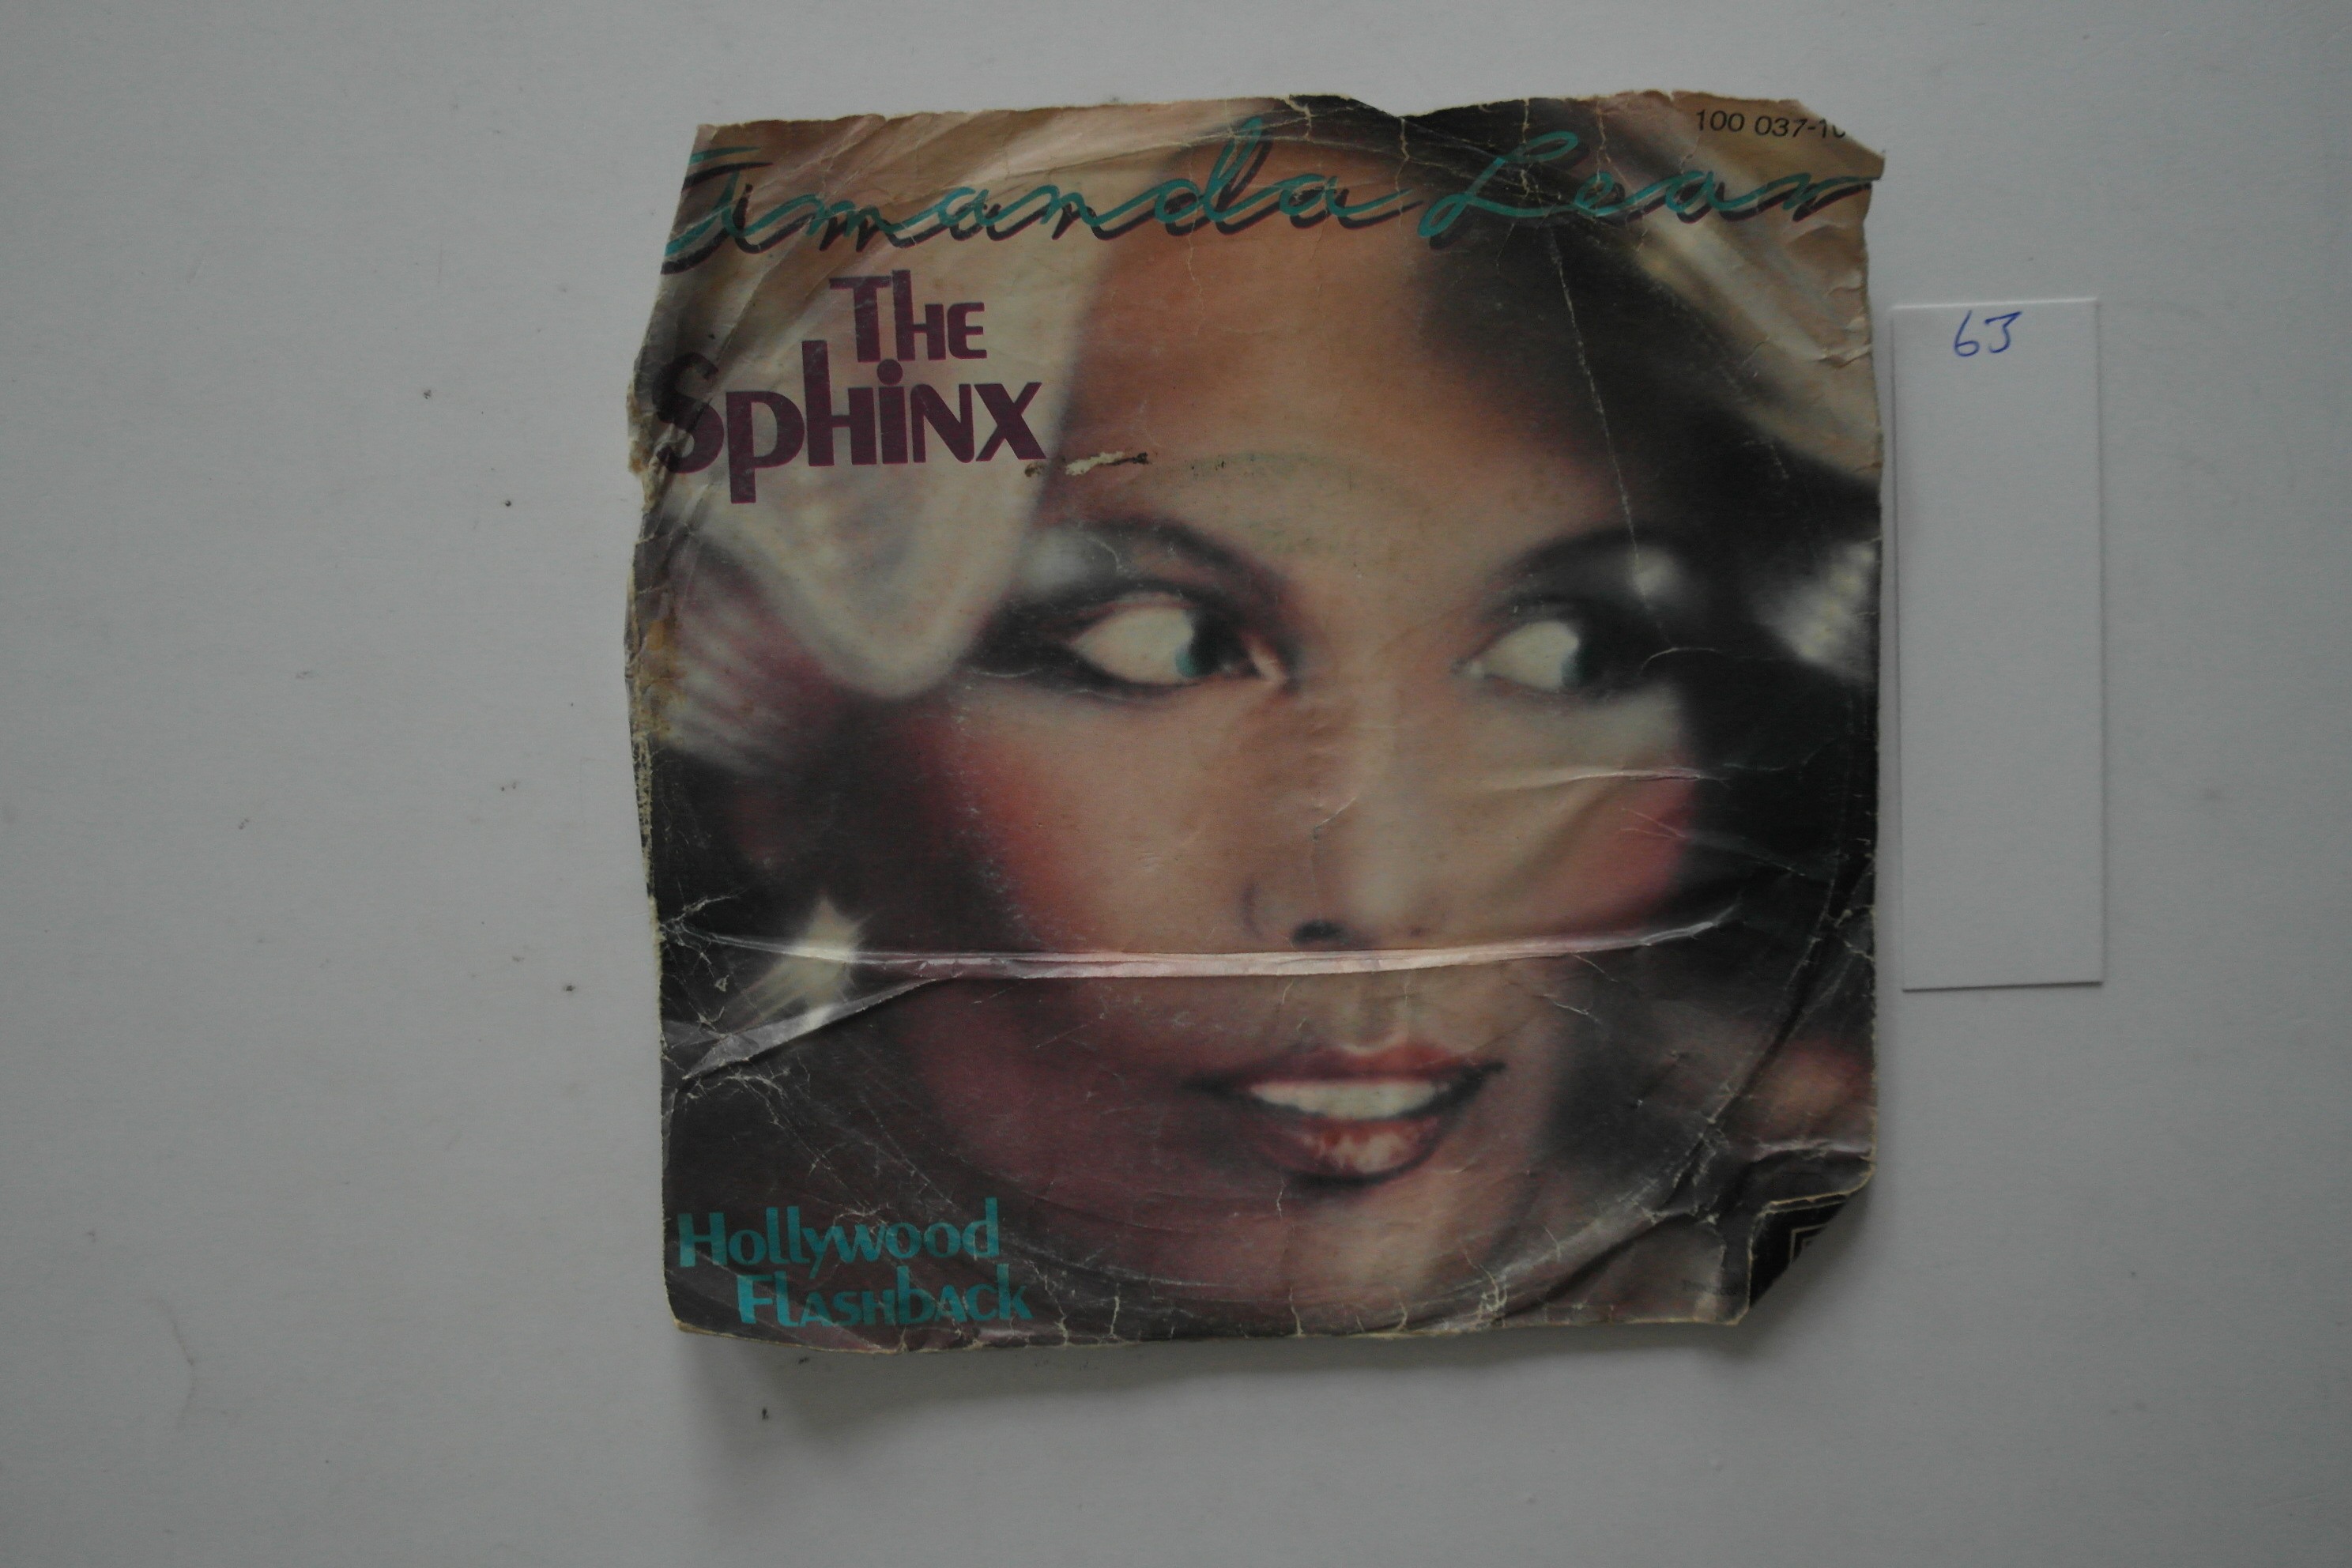 100 037-10
Amanda Lear
The
Sphinx
Hollywood
Flashback
63